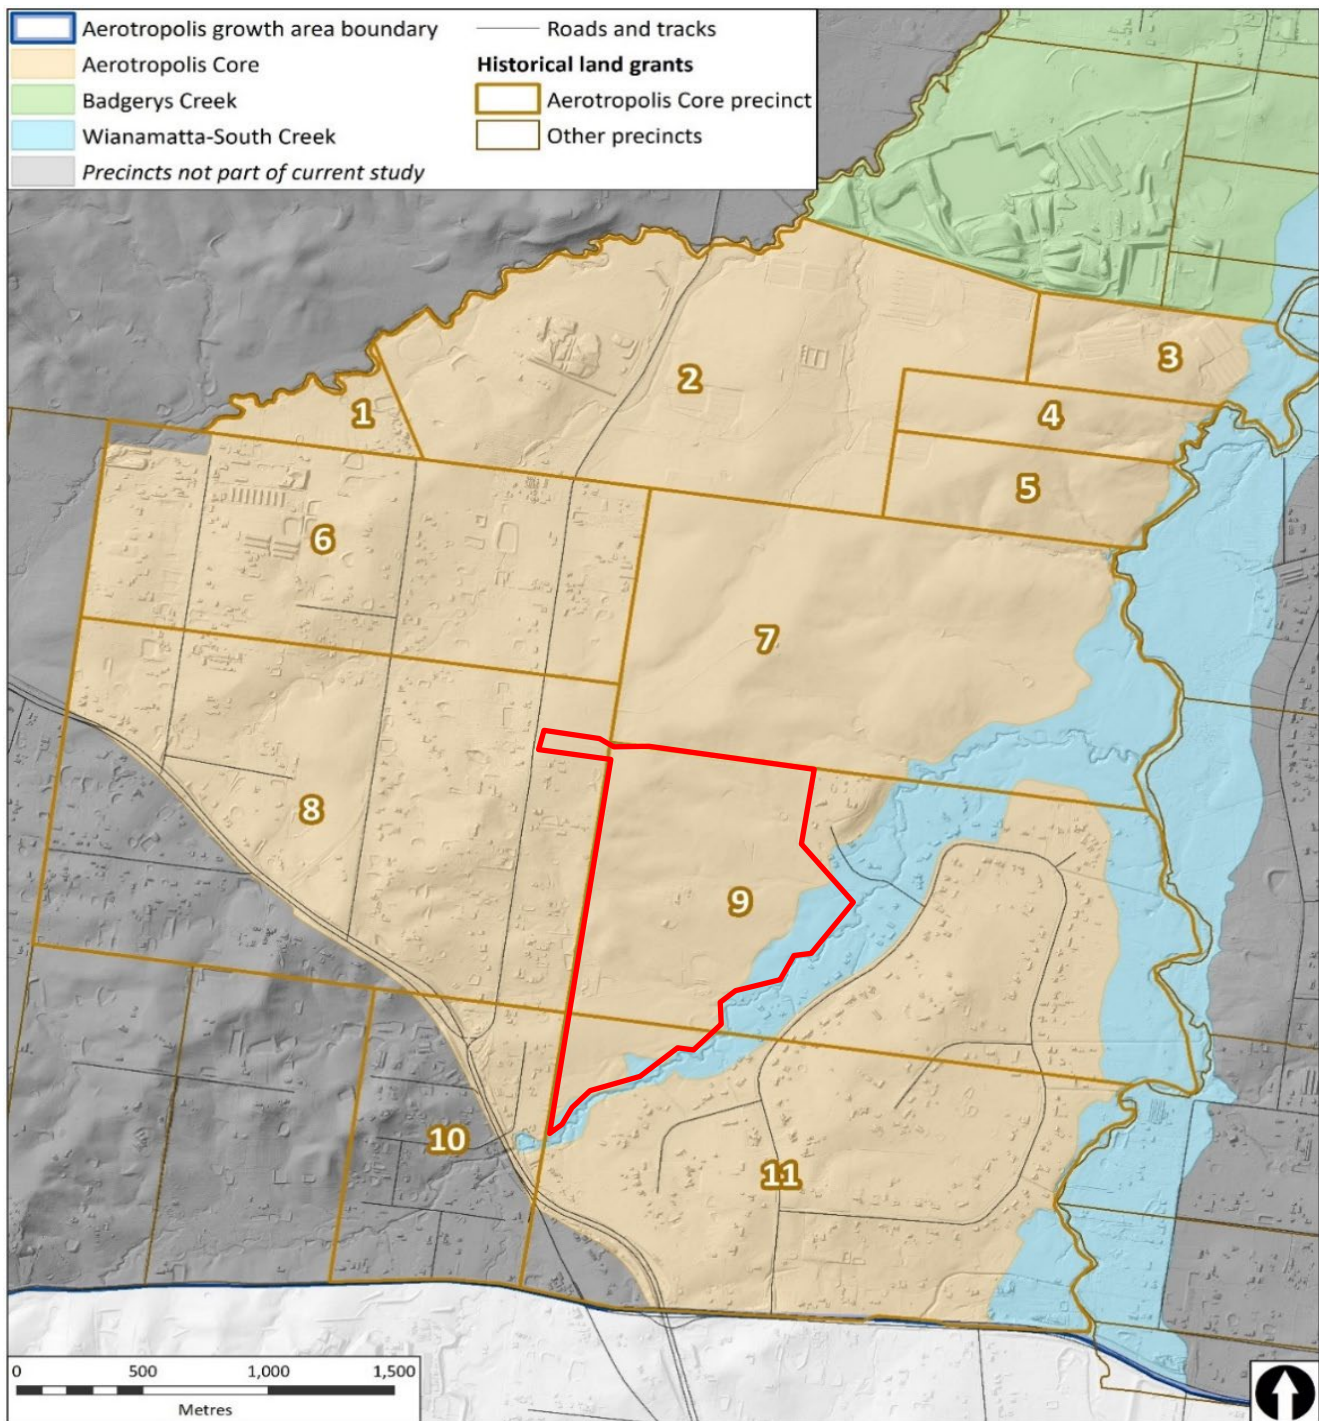 Aerotropolis growth area boundary
Aerotropolis Core
Badgerys Creek
Wianamatta-South Creek
Precincts not part of current study
Roads and tracks
Historical land grants
Aerotropolis Core precinct
Other precincts
1
2
3
4
5
6
7
8
9
10
11
0 500 1,000 1,500
Metres